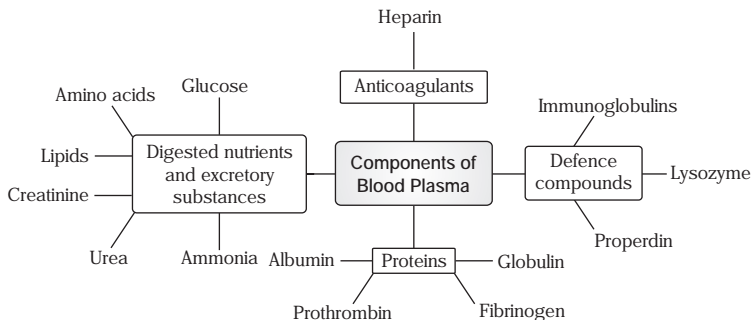 Heparin
Anticoagulants
Glucose
Amino acids
Lipids
Creatinine
Urea
Ammonia
Digested nutrients
and excretory
substances
Components of
Blood Plasma
Immunoglobulins
Defence
compounds
Lysozyme
Properdin
Albumin
Proteins
Globulin
Prothrombin
Fibrinogen